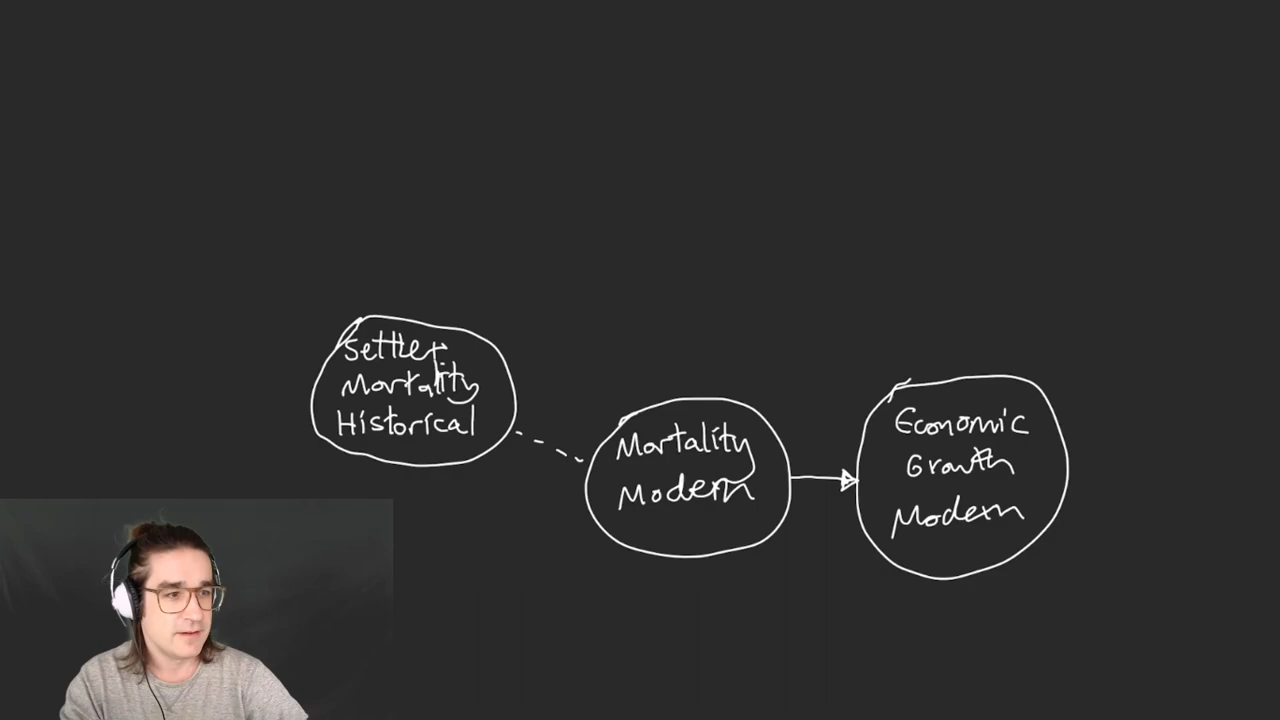 Settler
Mortality
Historical
Mortality
Modern
Economic
Growth
Modern